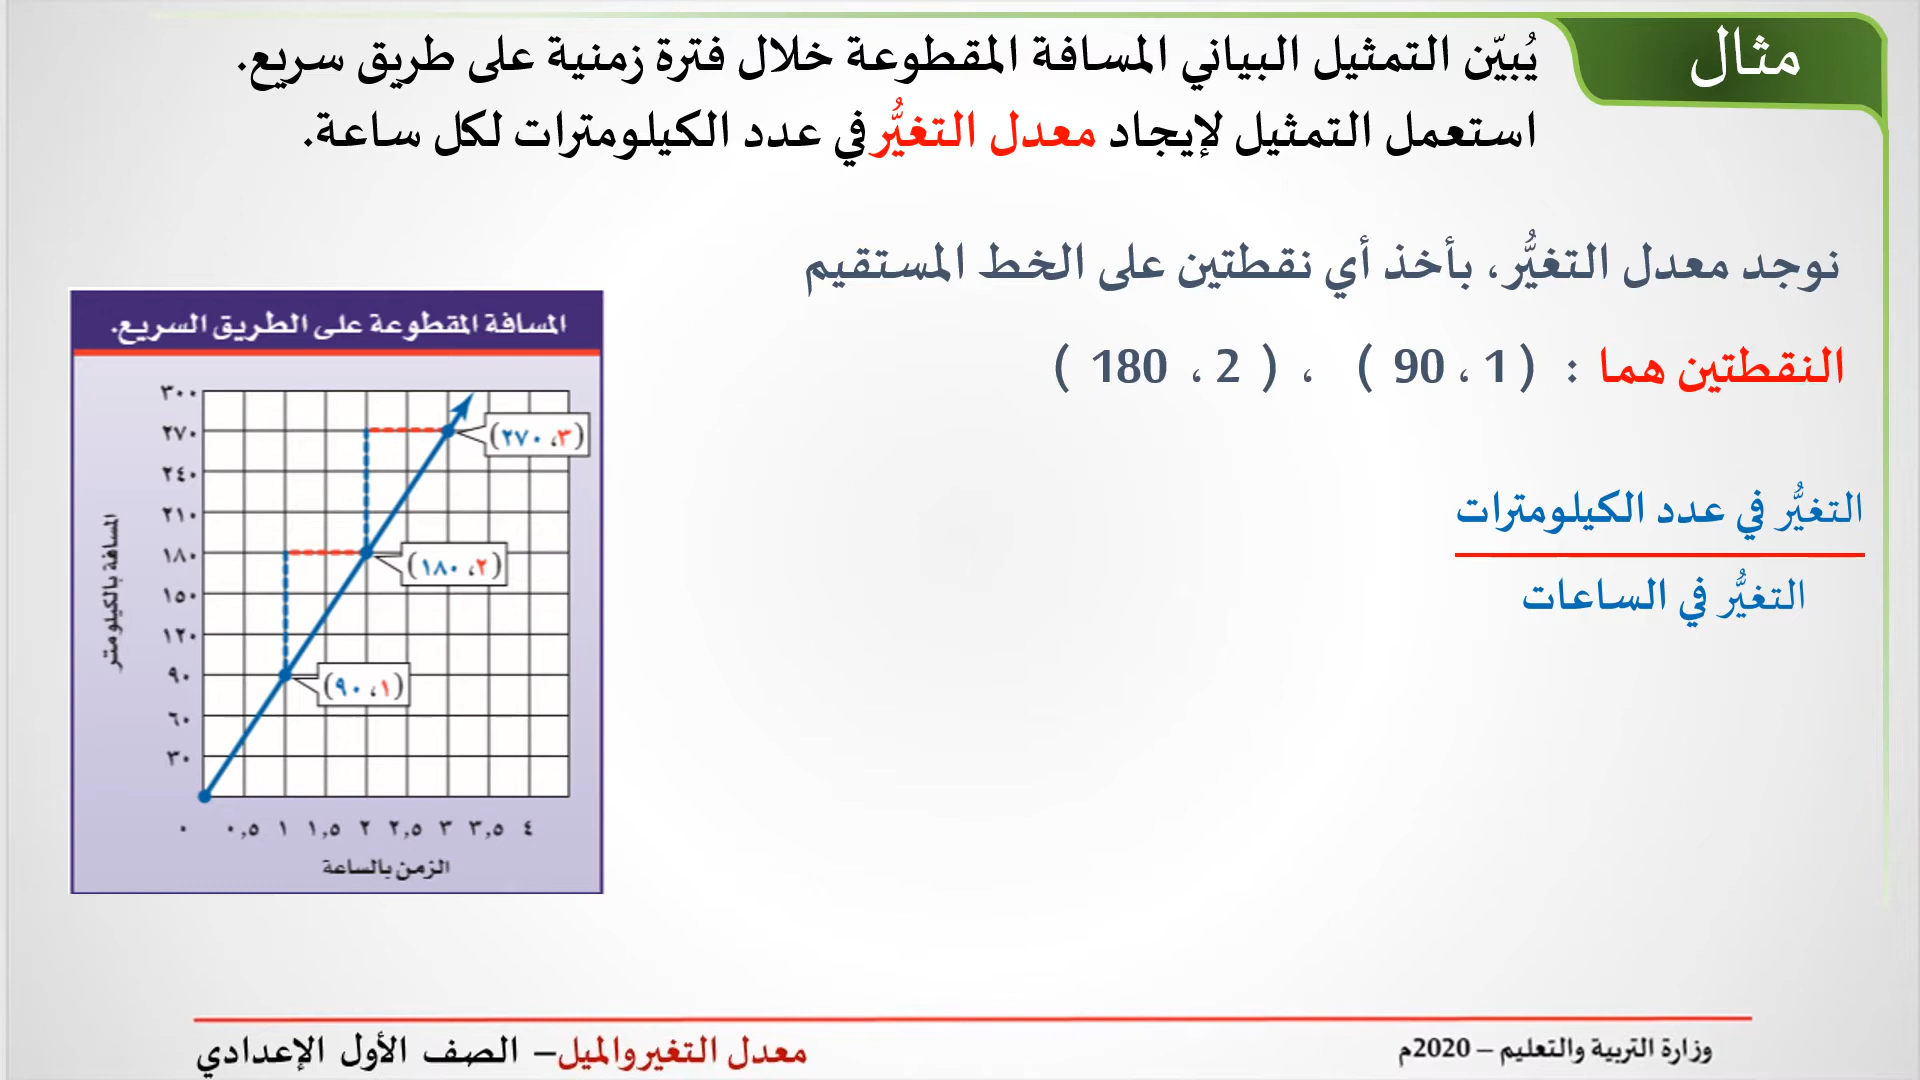 مثال
يُبيّن التمثيل البياني المسافة المقطوعة خلال فترة زمنية على طريق سريع.
استعمل التمثيل لإيجاد معدل التغيُّر في عدد الكيلومترات لكل ساعة.
نوجد معدل التغيُّر، بأخذ أي نقطتين على الخط المستقيم
النقطتين هما : ( 1 ، 90 ) ، ( 2 ، 180 )
التغيُّر في عدد الكيلومترات
التغيُّر في الساعات
المسافة المقطوعة على الطريق السريع.
المسافة بالكيلومتر
٣٠٠
٢٧٠
٢٤٠
٢١٠
١٨٠
١٥٠
١٢٠
٩٠
٦٠
٣٠
(٣، ٢٧٠)
(٢، ١٨٠)
(١، ٩٠)
٠ ٠,٥ ١ ١,٥ ٢ ٢,٥ ٣ ٣,٥ ٤
الزمن بالساعة
وزارة التربية والتعليم – 2020م
معدل التغير والميل– الصف الأول الإعدادي